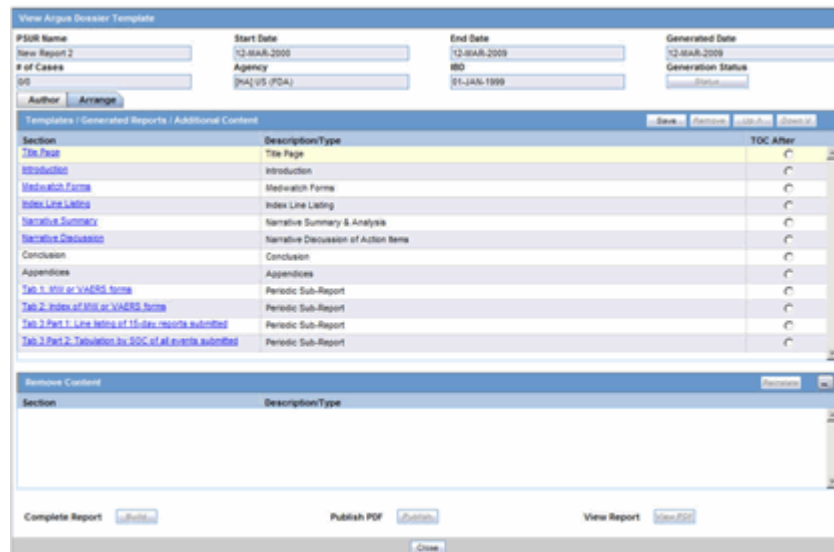 View Argus Dossier Template
PSUR Name Start Date End Date Generated Date
New Report 2 12-MAR-2000 12-MAR-2009 12-MAR-2009
# of Cases Agency IBD Generation Status
0/0 [HA] US (FDA) 01-JAN-1999 Status
Author Arrange
Templates / Generated Reports / Additional Content Save Remove Up Down
Section Description/Type TOC After
Title Page Title Page
Introduction Introduction
Medwatch Forms Medwatch Forms
Index Line Listing Index Line Listing
Narrative Summary Narrative Summary & Analysis
Narrative Discussion Narrative Discussion of Action Items
Conclusion Conclusion
Appendices Appendices
Tab 1: MW or VAERS forms Periodic Sub-Report
Tab 2: Index of MW or VAERS forms Periodic Sub-Report
Tab 3 Part 1: Line listing of 15-day reports submitted Periodic Sub-Report
Tab 3 Part 2: Tabulation by SOC of all events submitted Periodic Sub-Report
Remove Content
Section Description/Type
Complete Report Build... Publish PDF Publish... View Report View PDF
Close